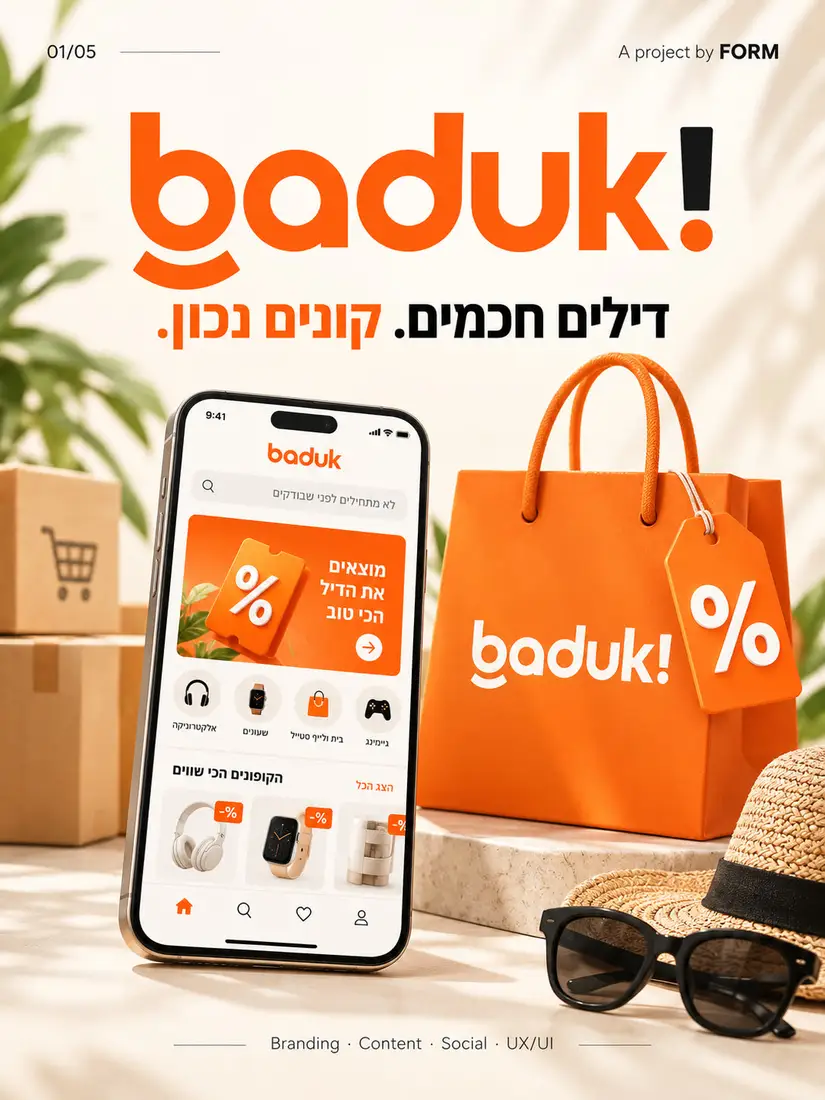 01/05
A project by FORM
baduk!
דילים חכמים. קונים נכון.
9:41
baduk
לא מתחילים לפני שבודקים
מוצאים
את הדיל
הכי טוב
%
אלקטרוניקה
שעונים
בית ולייף סטייל
גיימינג
הקופונים הכי שווים
הצג הכל
-%
-%
-%
baduk!
%
Branding · Content · Social · UX/UI